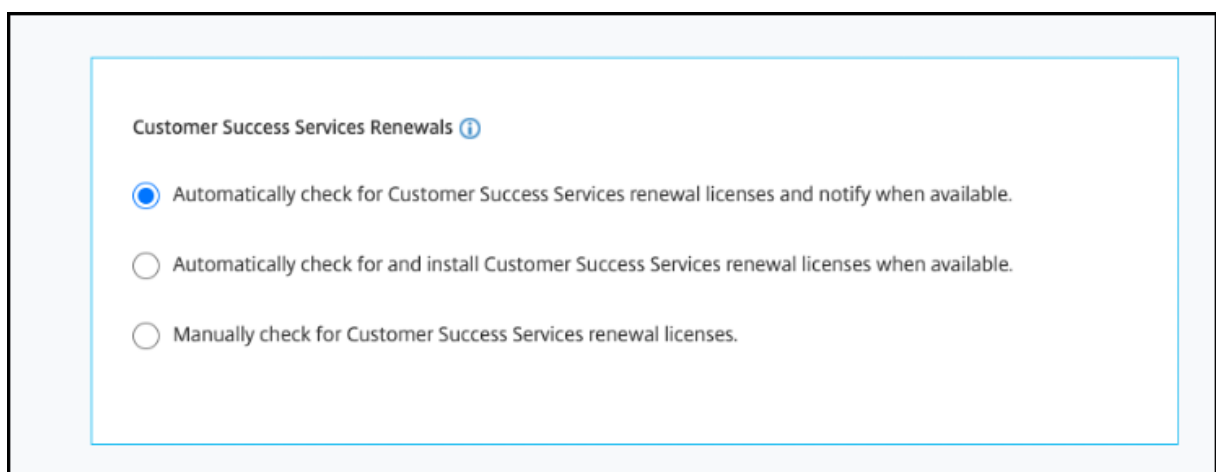 Customer Success Services Renewals
Automatically check for Customer Success Services renewal licenses and notify when available.
Automatically check for and install Customer Success Services renewal licenses when available.
Manually check for Customer Success Services renewal licenses.